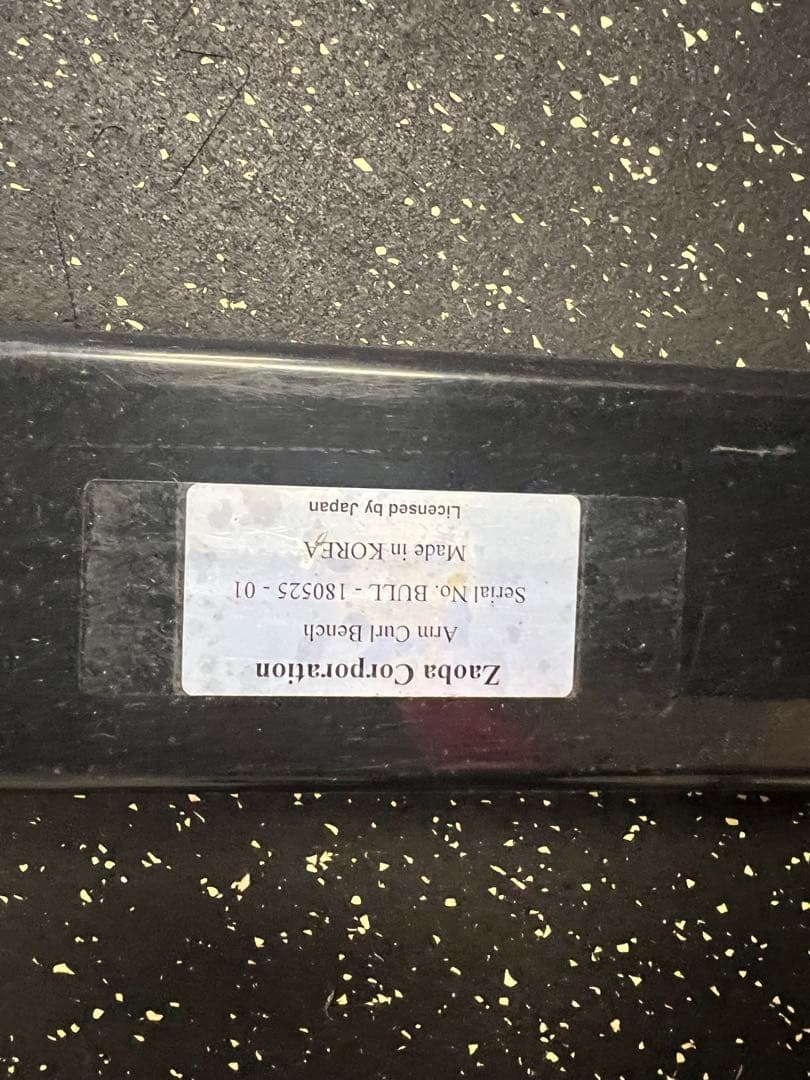 Zaoba Corporation
Arm Curl Bench
Serial No. BULL - 180525 - 01
Made in KOREA
Licensed by Japan